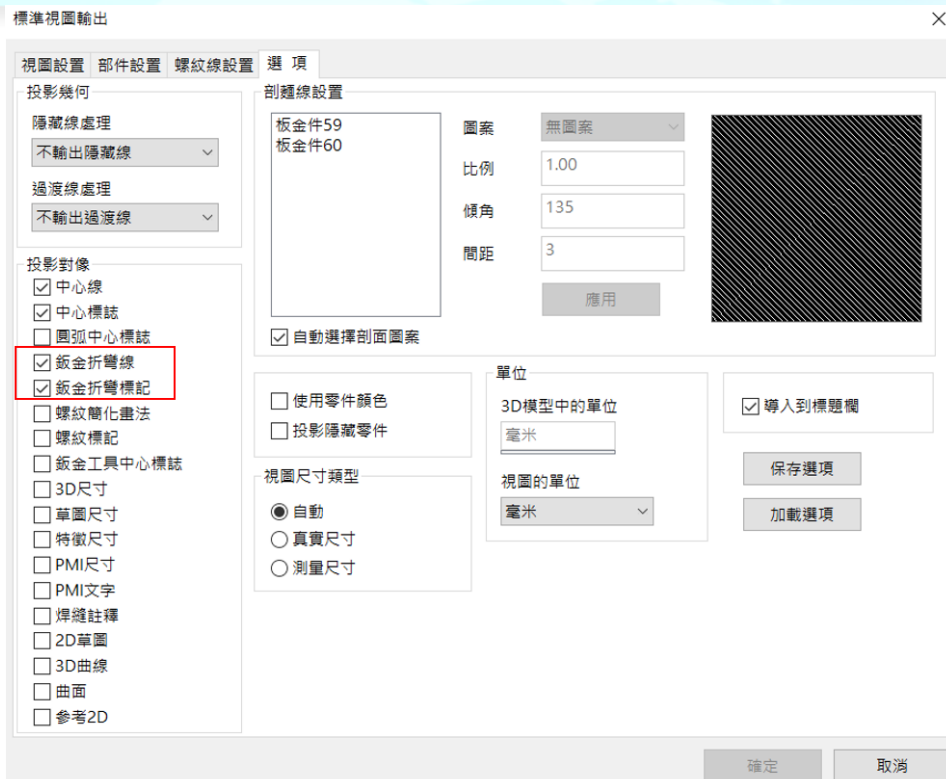 標準視圖輸出
視圖設置 部件設置 螺紋線設置 選 項
投影幾何
隱藏線處理
不輸出隱藏線
過渡線處理
不輸出過渡線
投影對像
中心線
中心標誌
圓弧中心標誌
鈑金折彎線
鈑金折彎標記
螺紋簡化畫法
螺紋標記
鈑金工具中心標誌
3D尺寸
草圖尺寸
特徵尺寸
PMI尺寸
PMI文字
焊縫註釋
2D草圖
3D曲線
曲面
參考2D
剖麵線設置
板金件59
板金件60
圖案 無圖案
比例 1.00
傾角 135
間距 3
應用
自動選擇剖面圖案
使用零件顏色
投影隱藏零件
視圖尺寸類型
自動
真實尺寸
測量尺寸
單位
3D模型中的單位
毫米
視圖的單位
毫米
導入到標題欄
保存選項
加載選項
確定 取消